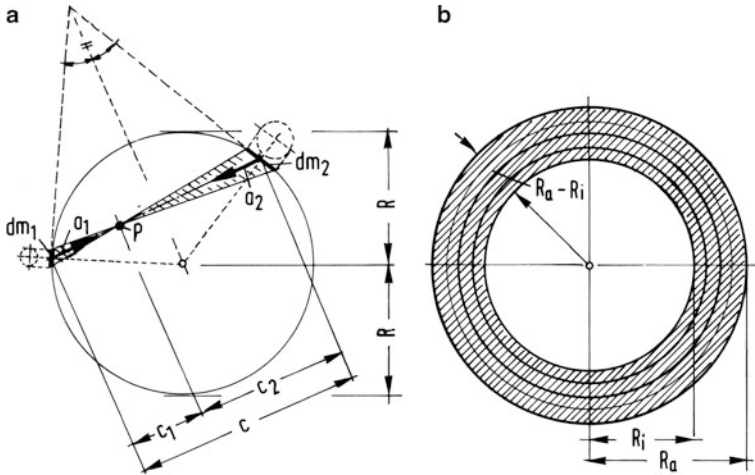 a
b
dm₂
a₂
R
a₁
P
dm₁
R
c₁
c₂
c
Rₐ – Rᵢ
Rᵢ
Rₐ